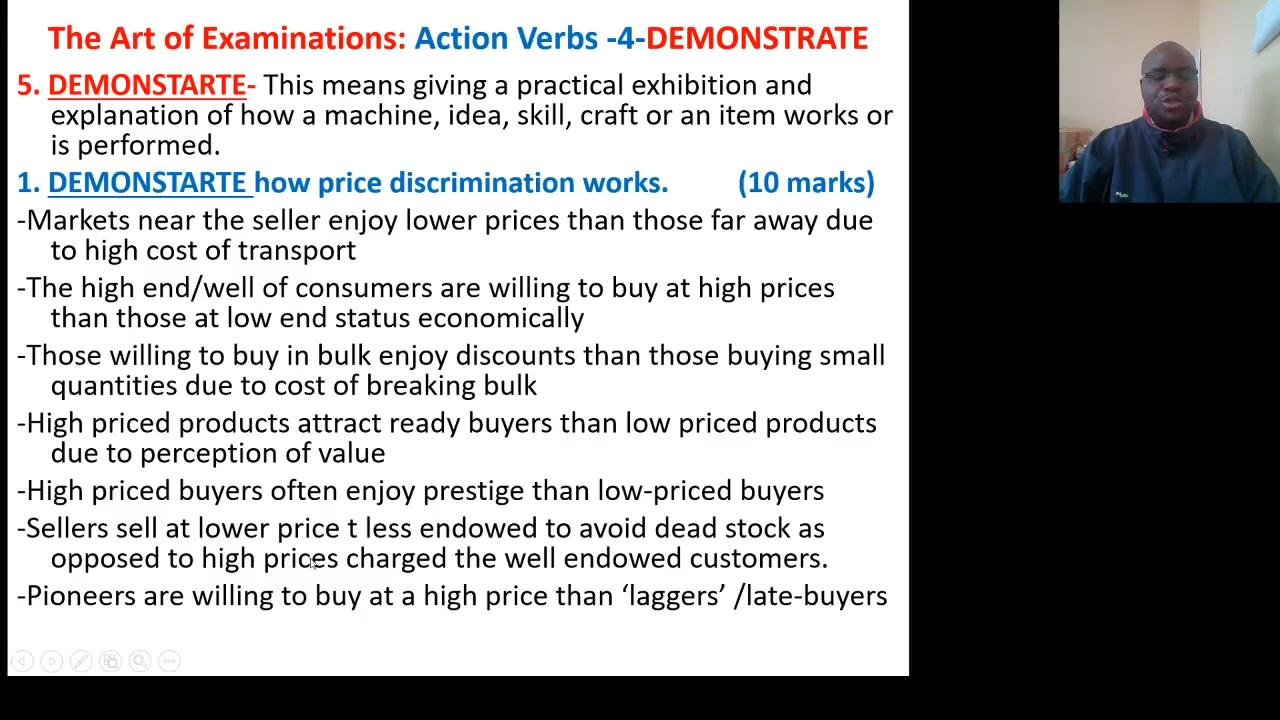 The Art of Examinations: Action Verbs -4-DEMONSTRATE
5. DEMONSTARTE- This means giving a practical exhibition and
explanation of how a machine, idea, skill, craft or an item works or
is performed.
1. DEMONSTARTE how price discrimination works. (10 marks)
-Markets near the seller enjoy lower prices than those far away due
to high cost of transport
-The high end/well of consumers are willing to buy at high prices
than those at low end status economically
-Those willing to buy in bulk enjoy discounts than those buying small
quantities due to cost of breaking bulk
-High priced products attract ready buyers than low priced products
due to perception of value
-High priced buyers often enjoy prestige than low-priced buyers
-Sellers sell at lower price t less endowed to avoid dead stock as
opposed to high prices charged the well endowed customers.
-Pioneers are willing to buy at a high price than ‘laggers’ /late-buyers